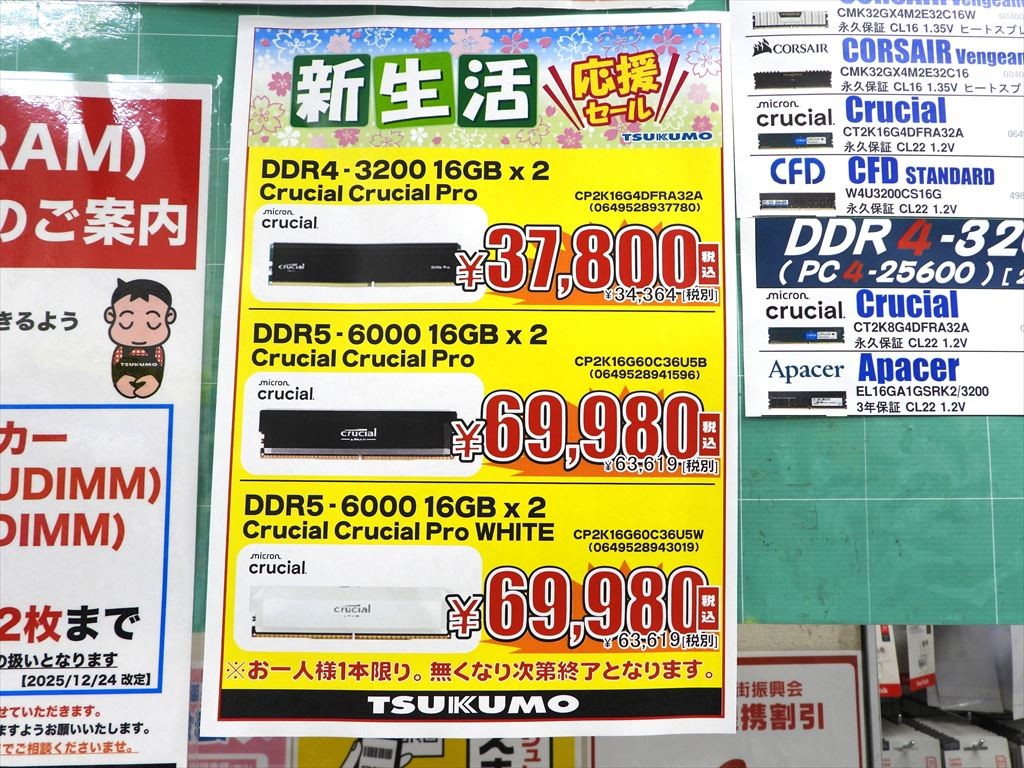 RAM)
のご案内
きるよう
TSUKUMO
カー
UDIMM)
DIMM)
2枚まで
の扱いとなります
【2025/12/24 改定】
せていただきます。
ますようお願いいたします。
でご相談くださいませ。
新生活
応援
セール
TSUKUMO
DDR4-3200 16GB x 2
Crucial Crucial Pro
CP2K16G4DFRA32A
(0649528937780)
micron
crucial
crucial
¥37,800 税込
¥34,364 [税別]
DDR5-6000 16GB x 2
Crucial Crucial Pro
CP2K16G60C36U5B
(0649528941596)
micron
crucial
crucial
¥69,980 税込
¥63,619 [税別]
DDR5-6000 16GB x 2
Crucial Crucial Pro WHITE
CP2K16G60C36U5W
(0649528943019)
micron
crucial
crucial
¥69,980 税込
¥63,619 [税別]
※お一人様1本限り。無くなり次第終了となります。
TSUKUMO
CORSAIR Vengean
CMK32GX4M2E32C16W
永久保証 CL16 1.35V ヒートスプレ
CORSAIR
CORSAIR Vengean
CMK32GX4M2E32C16
永久保証 CL16 1.35V ヒートスプ
micron
crucial
Crucial
CT2K16G4DFRA32A
永久保証 CL22 1.2V
CFD
CFD STANDARD
W4U3200CS16G
永久保証 CL22 1.2V
DDR4-320
(PC4-25600)
micron
crucial
Crucial
CT2K8G4DFRA32A
永久保証 CL22 1.2V
Apacer
Apacer
EL16GA1GSRK2/3200
3年保証 CL22 1.2V
街振興会
携割引